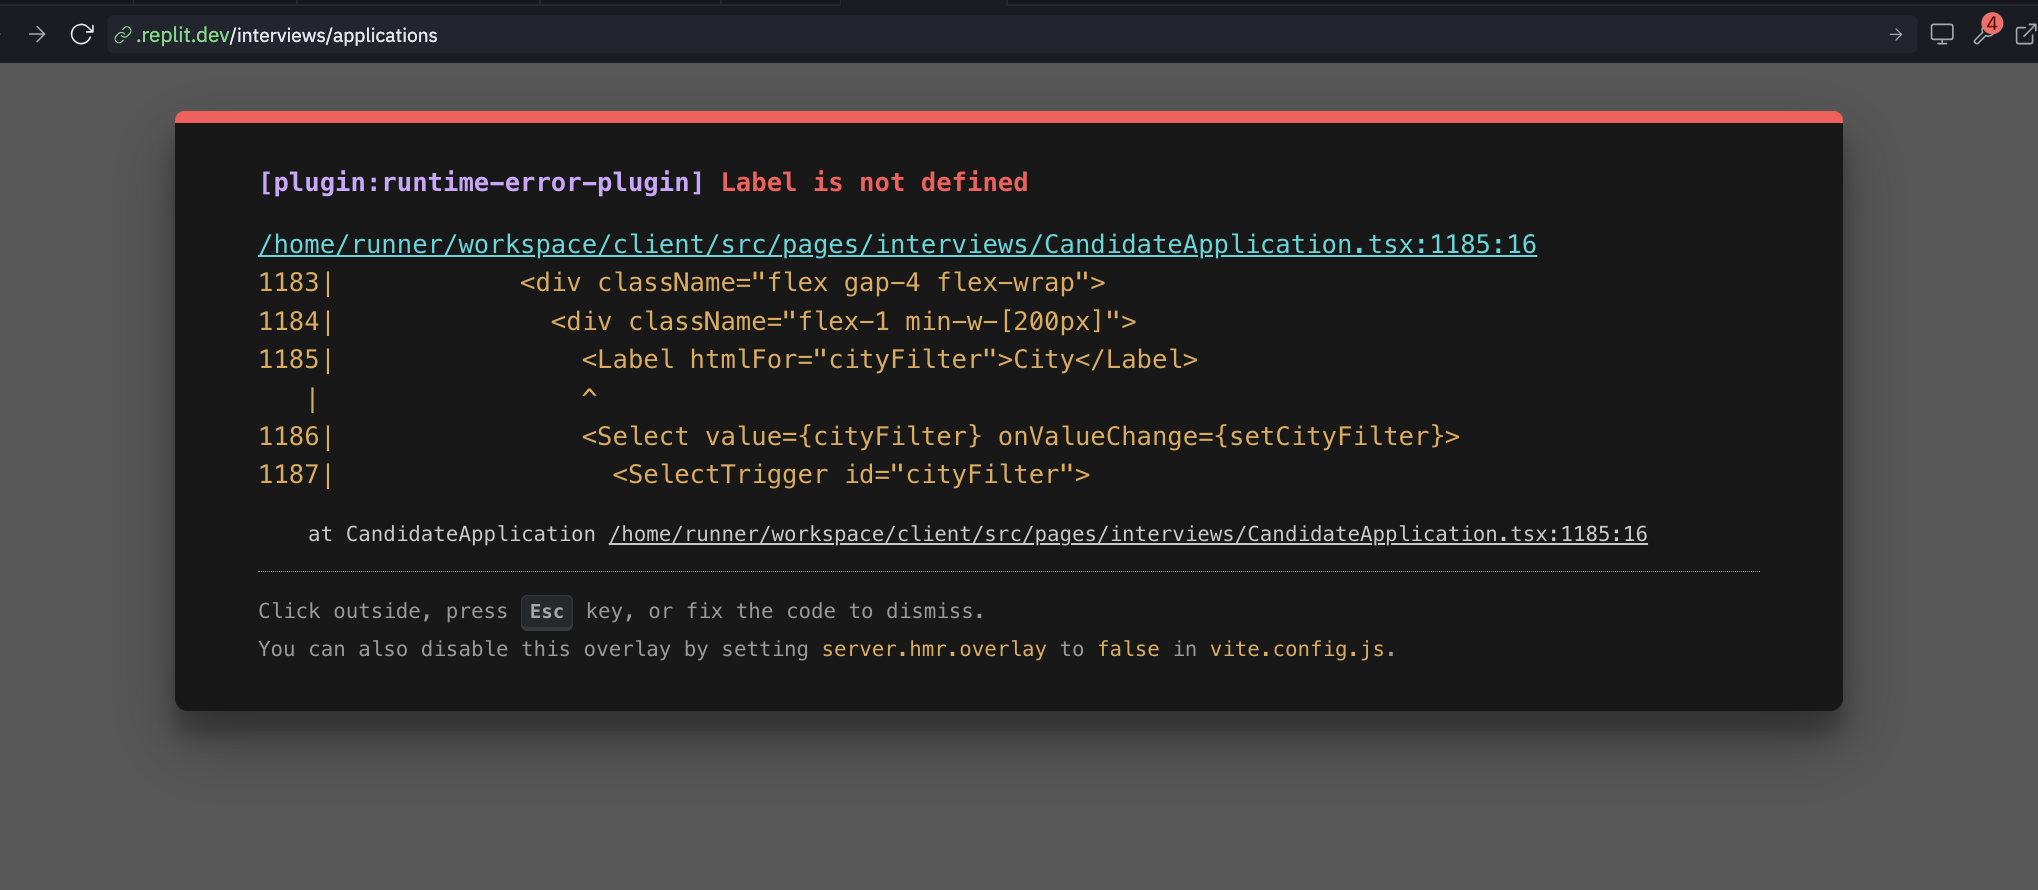 .replit.dev/interviews/applications
4
[plugin:runtime-error-plugin] Label is not defined
/home/runner/workspace/client/src/pages/interviews/CandidateApplication.tsx:1185:16
1183|            <div className="flex gap-4 flex-wrap">
1184|              <div className="flex-1 min-w-[200px]">
1185|                <Label htmlFor="cityFilter">City</Label>
    |                ^
1186|                <Select value={cityFilter} onValueChange={setCityFilter}>
1187|                  <SelectTrigger id="cityFilter">
at CandidateApplication /home/runner/workspace/client/src/pages/interviews/CandidateApplication.tsx:1185:16
Click outside, press Esc key, or fix the code to dismiss.
You can also disable this overlay by setting server.hmr.overlay to false in vite.config.js.